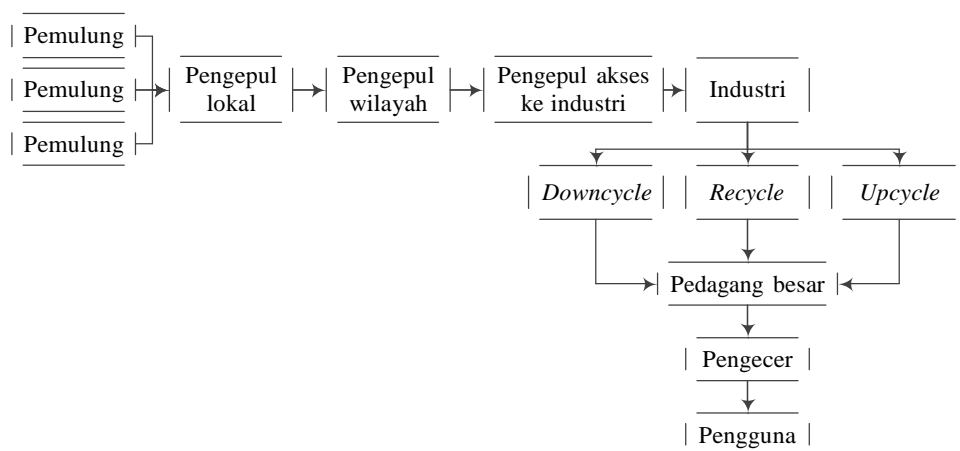 Pemulung
Pemulung
Pemulung
Pengepul
lokal
Pengepul
wilayah
Pengepul akses
ke industri
Industri
Downcycle
Recycle
Upcycle
Pedagang besar
Pengecer
Pengguna